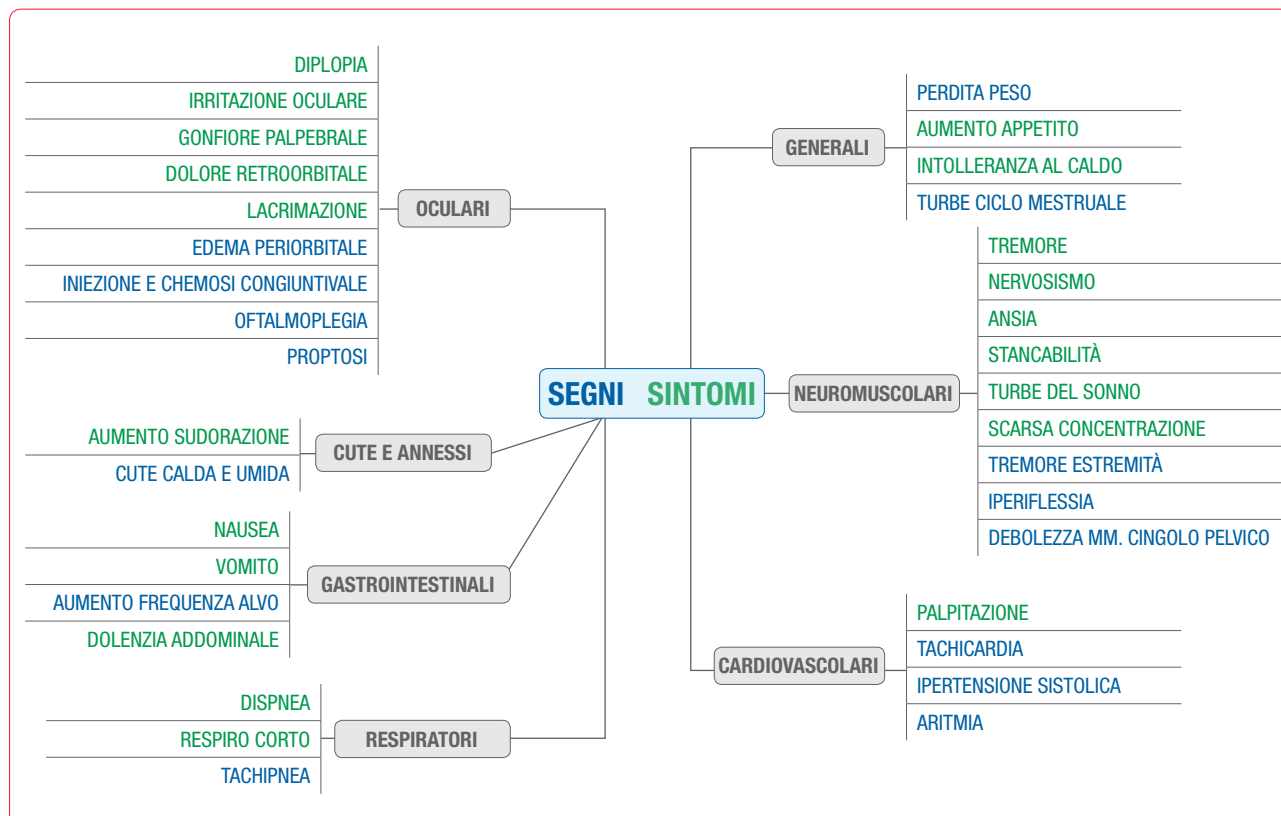 DIPLOPIA
IRRITAZIONE OCULARE
GONFIORE PALPEBRALE
DOLORE RETROORBITALE
LACRIMAZIONE
EDEMA PERIORBITALE
INIEZIONE E CHEMOSI CONGIUNTIVALE
OFTALMOPLEGIA
PROPTOSI
OCULARI
AUMENTO SUDORAZIONE
CUTE CALDA E UMIDA
CUTE E ANNESSI
NAUSEA
VOMITO
AUMENTO FREQUENZA ALVO
DOLENZIA ADDOMINALE
GASTROINTESTINALI
DISPNEA
RESPIRO CORTO
TACHIPNEA
RESPIRATORI
SEGNI SINTOMI
GENERALI
PERDITA PESO
AUMENTO APPETITO
INTOLLERANZA AL CALDO
TURBE CICLO MESTRUALE
NEUROMUSCOLARI
TREMORE
NERVOSISMO
ANSIA
STANCABILITÀ
TURBE DEL SONNO
SCARSA CONCENTRAZIONE
TREMORE ESTREMITÀ
IPERIFLESSIA
DEBOLEZZA MM. CINGOLO PELVICO
CARDIOVASCOLARI
PALPITAZIONE
TACHICARDIA
IPERTENSIONE SISTOLICA
ARITMIA